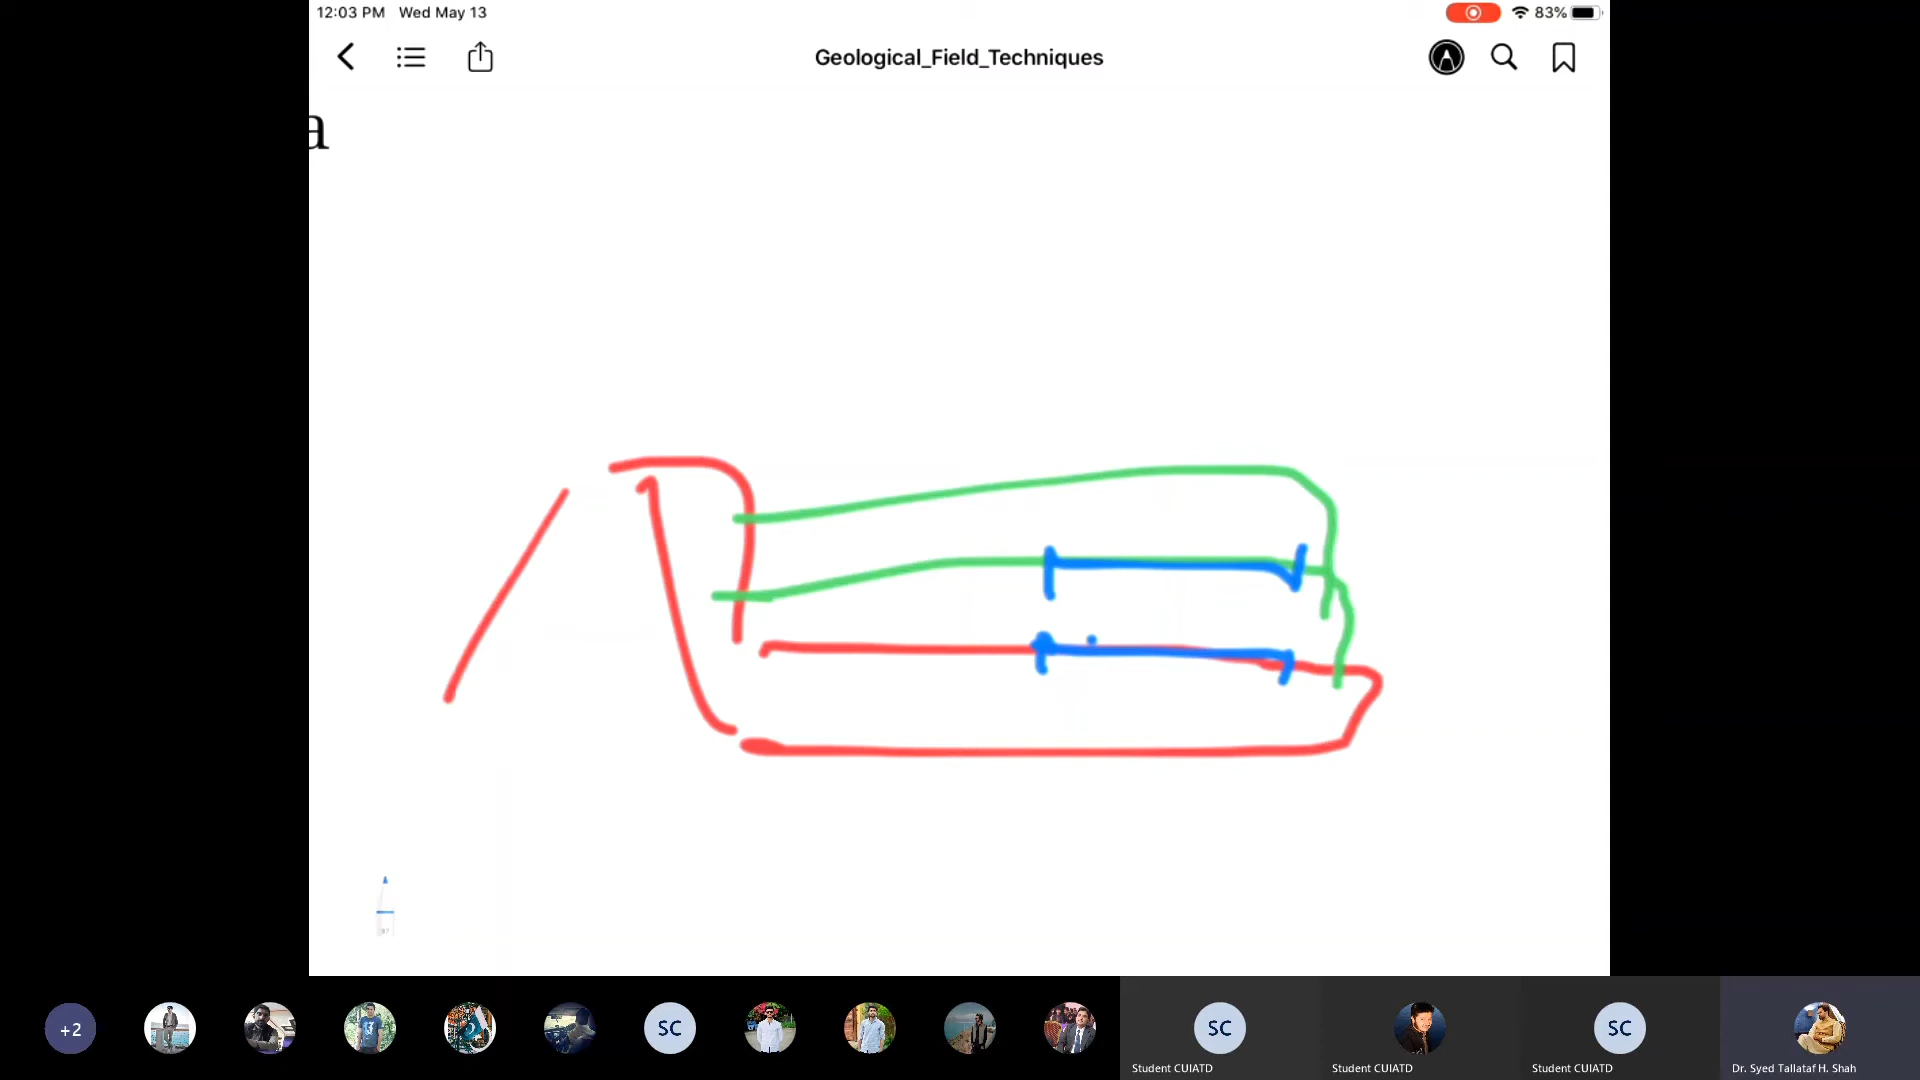 12:03 PM Wed May 13
83%
Geological_Field_Techniques
a
+2
SC
SC
SC
Student CUIATD
Student CUIATD
Student CUIATD
Dr. Syed Tallataf H. Shah